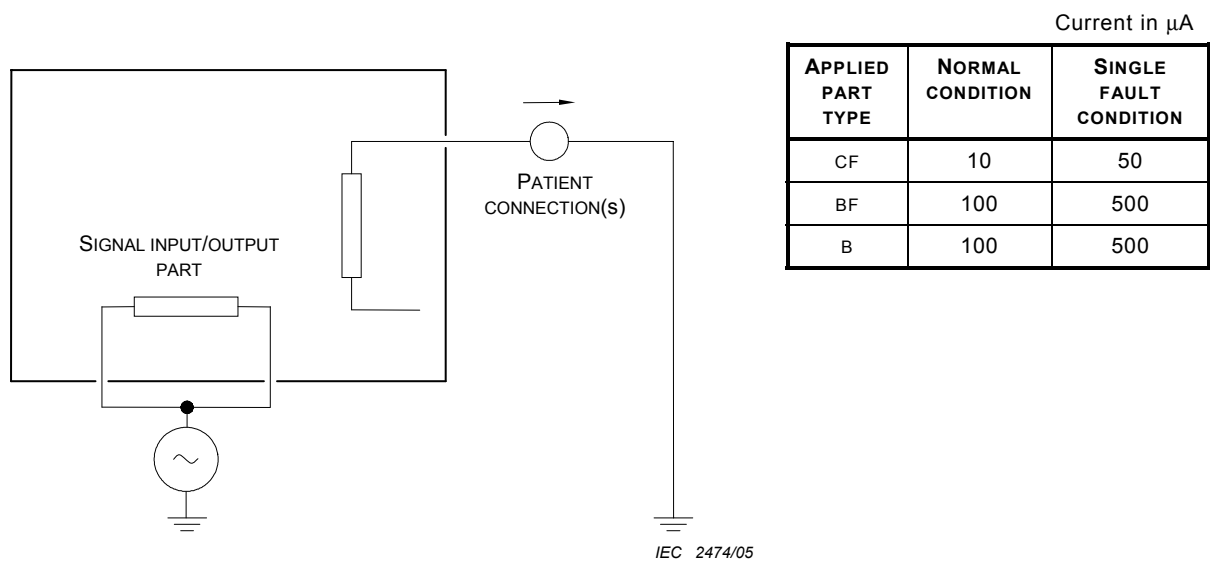 Current in µA
APPLIED PART TYPE
NORMAL CONDITION
SINGLE FAULT CONDITION
CF 10 50
BF 100 500
B 100 500
PATIENT
CONNECTION(S)
SIGNAL INPUT/OUTPUT
PART
IEC 2474/05